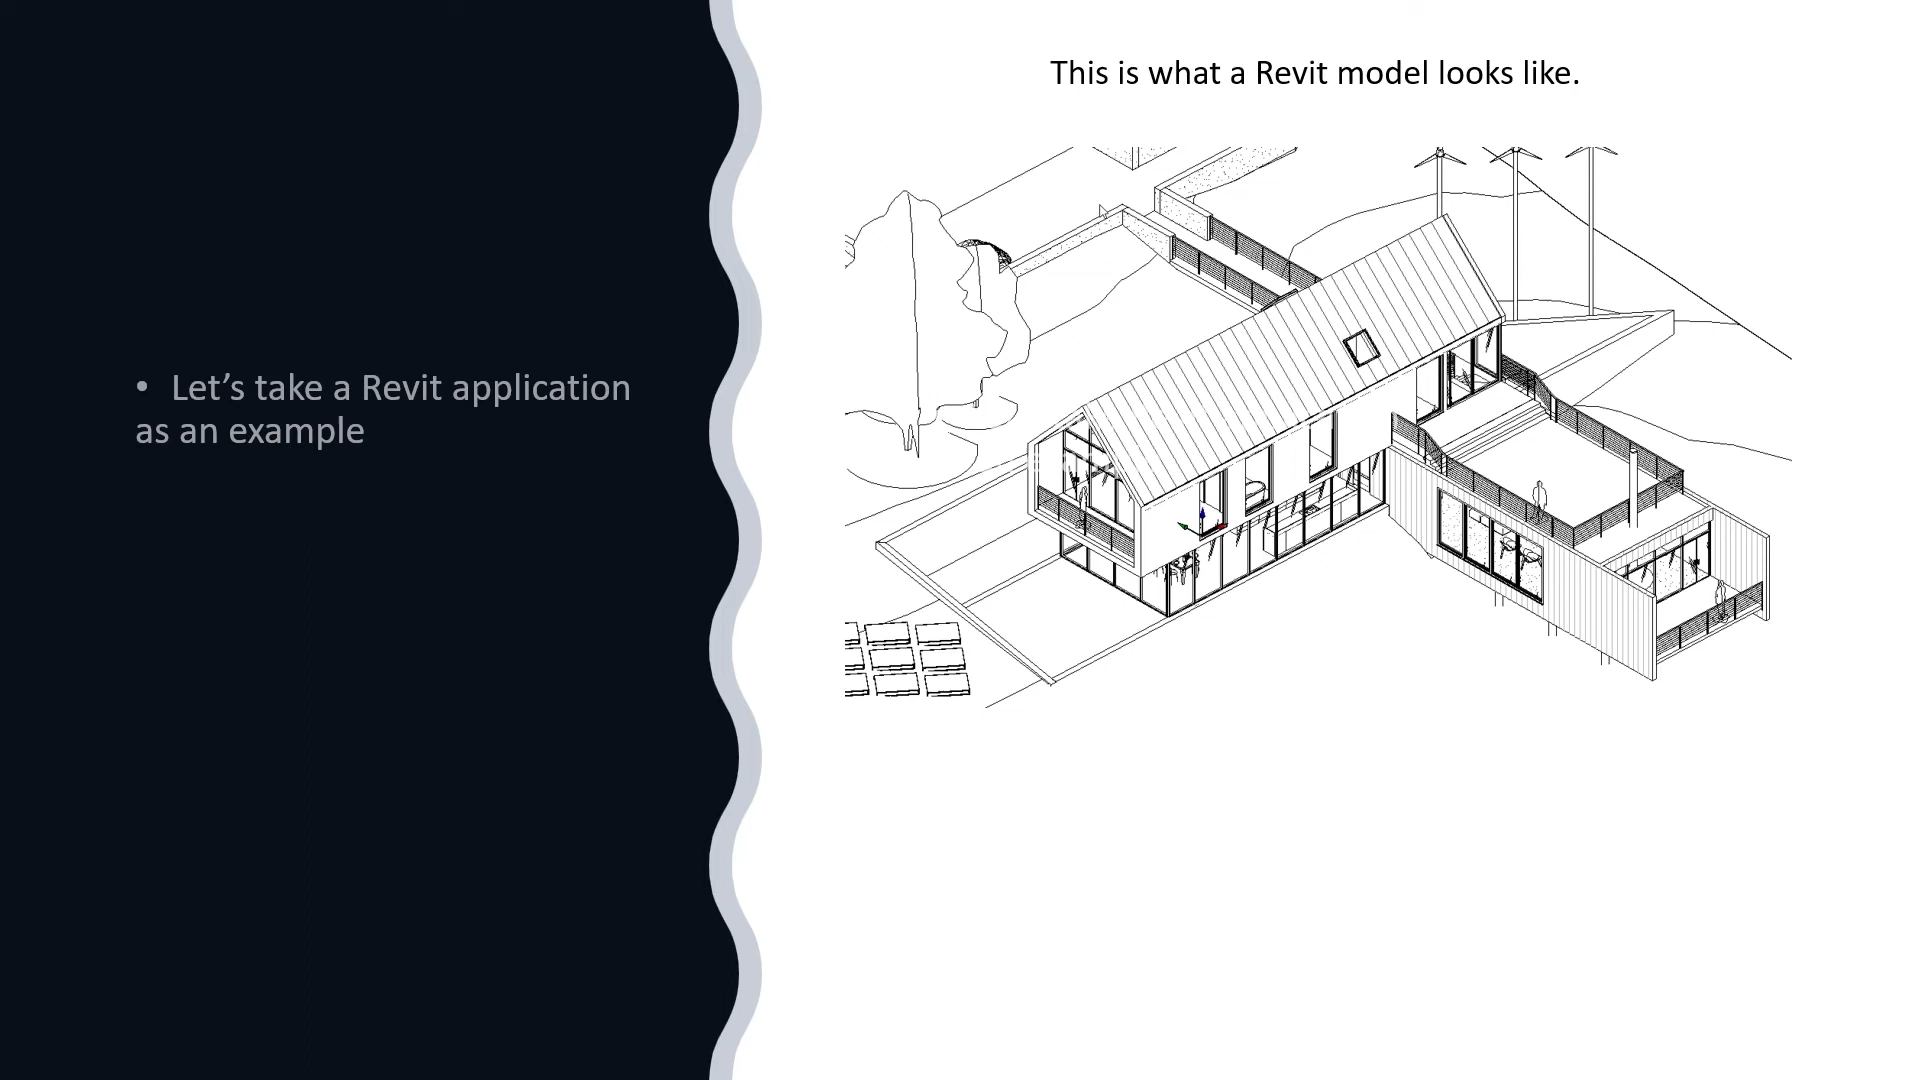 This is what a Revit model looks like.
• Let’s take a Revit application
as an example